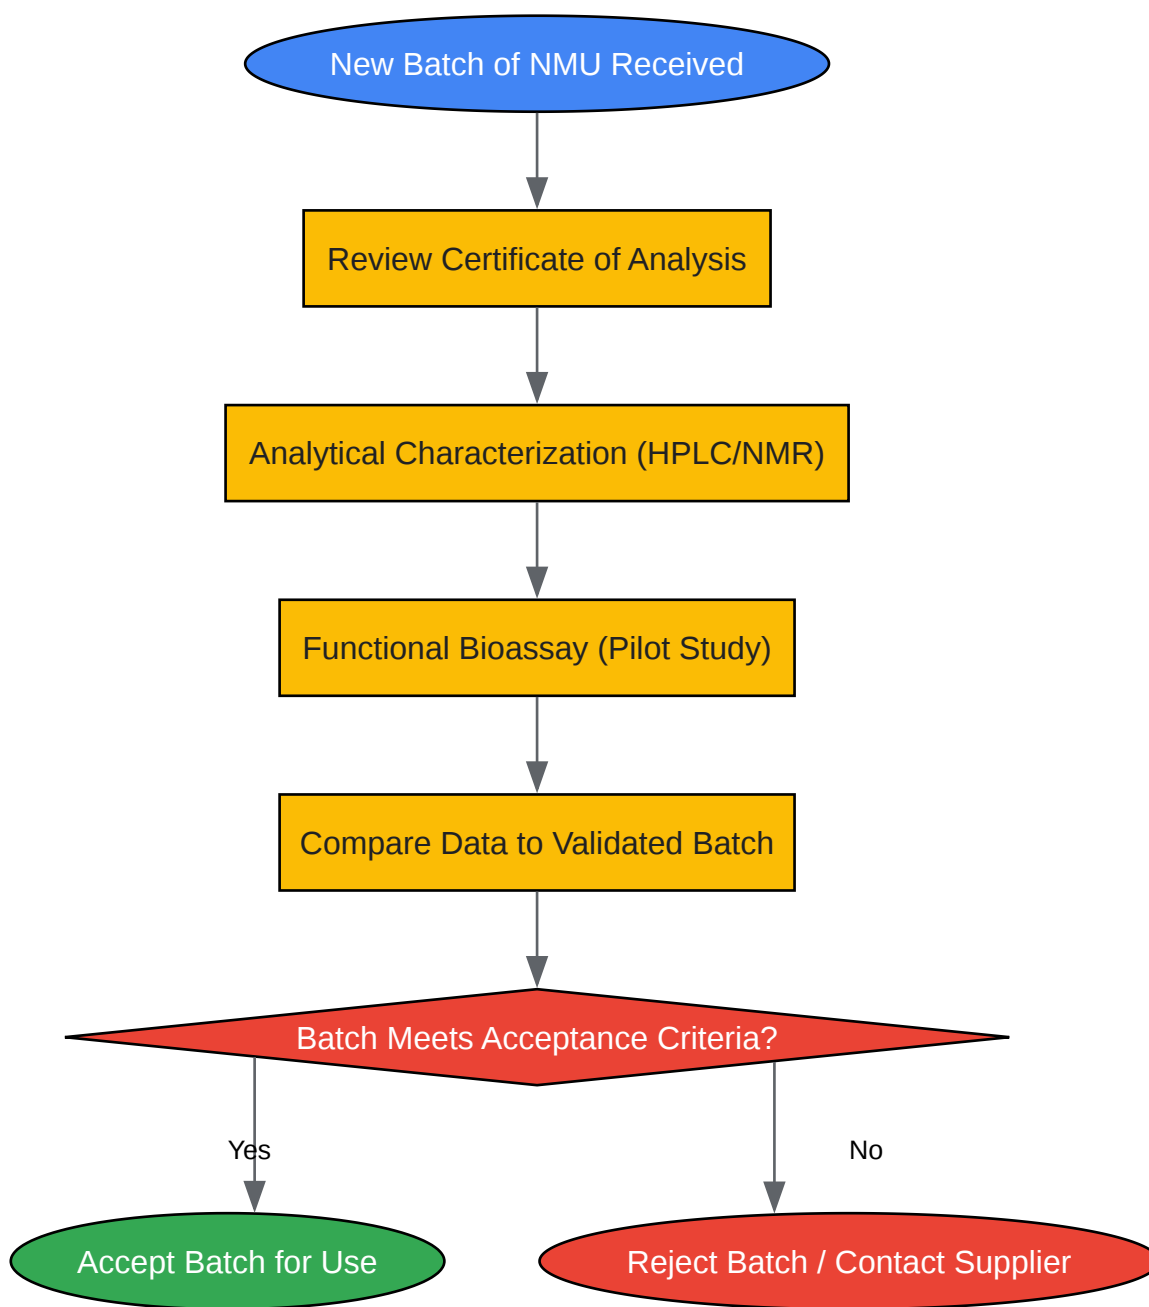 New Batch of NMU Received
Review Certificate of Analysis
Analytical Characterization (HPLC/NMR)
Functional Bioassay (Pilot Study)
Compare Data to Validated Batch
Batch Meets Acceptance Criteria?
Yes
No
Accept Batch for Use
Reject Batch / Contact Supplier